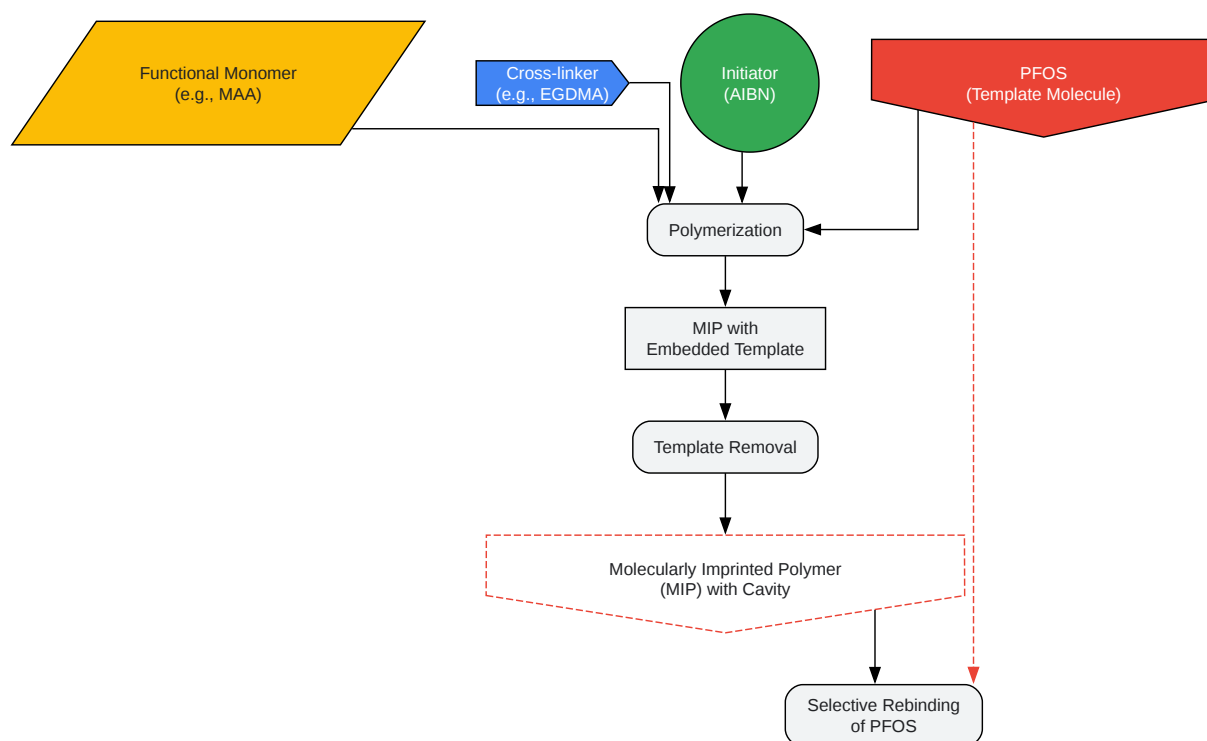 Functional Monomer
(e.g., MAA)
Cross-linker
(e.g., EGDMA)
Initiator
(AIBN)
PFOS
(Template Molecule)
Polymerization
MIP with
Embedded Template
Template Removal
Molecularly Imprinted Polymer
(MIP) with Cavity
Selective Rebinding
of PFOS